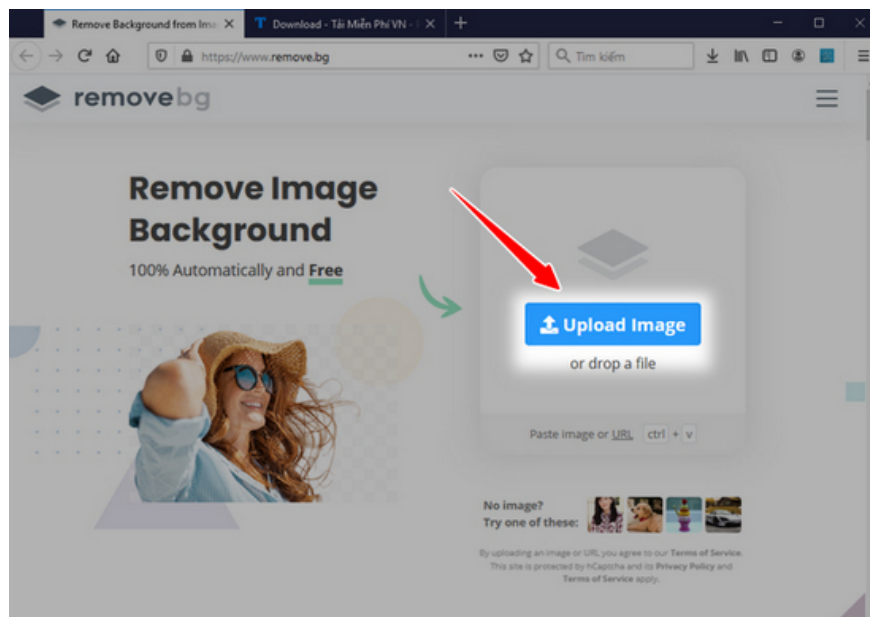 Remove Background from Ima
Download - Tải Miễn Phí VN -
https://www.remove.bg
Tìm kiếm
removebg
Remove Image
Background
100% Automatically and Free
Upload Image
or drop a file
Paste image or URL ctrl + v
No image?
Try one of these:
By uploading an image or URL you agree to our Terms of Service.
This site is protected by hCaptcha and its Privacy Policy and
Terms of Service apply.